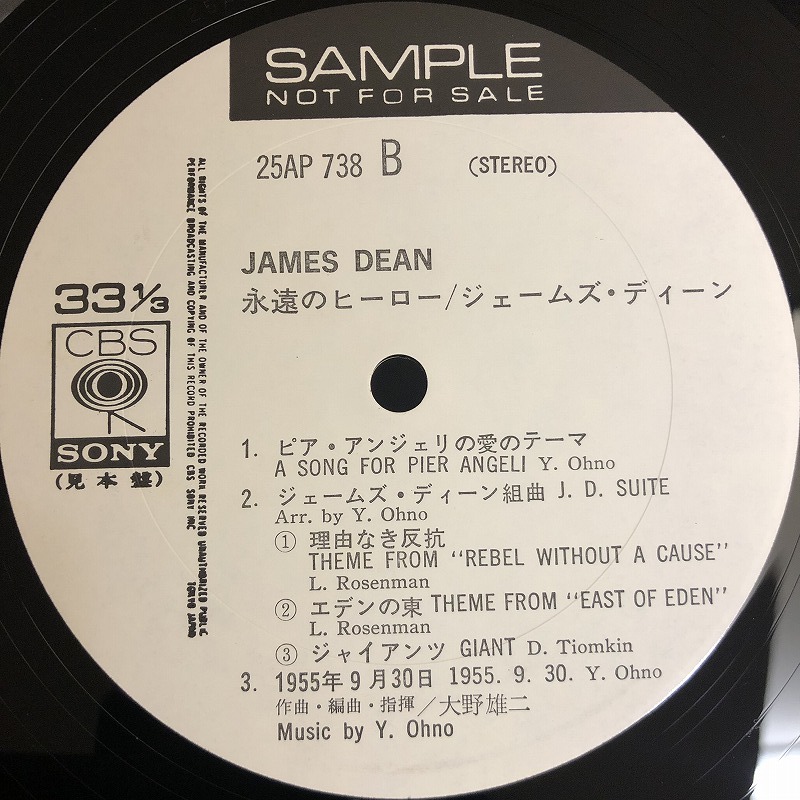 SAMPLE
NOT FOR SALE
25AP 738 B (STEREO)
JAMES DEAN
永遠のヒーロー/ジェームズ・ディーン
33⅓
CBS
SONY
(見本盤)
ALL RIGHTS OF THE MANUFACTURER AND OF THE OWNER OF THE RECORDED WORK RESERVED UNAUTHORIZED PUBLIC
PERFORMANCE BROADCASTING AND COPYING OF THIS RECORD PROHIBITED CBS SONY INC TOKYO JAPAN
1. ピア・アンジェリの愛のテーマ
A SONG FOR PIER ANGELI Y. Ohno
2. ジェームズ・ディーン組曲 J. D. SUITE
Arr. by Y. Ohno
① 理由なき反抗
THEME FROM “REBEL WITHOUT A CAUSE”
L. Rosenman
② エデンの東 THEME FROM “EAST OF EDEN”
L. Rosenman
③ ジャイアンツ GIANT D. Tiomkin
3. 1955年9月30日 1955. 9. 30. Y. Ohno
作曲・編曲・指揮/大野雄二
Music by Y. Ohno